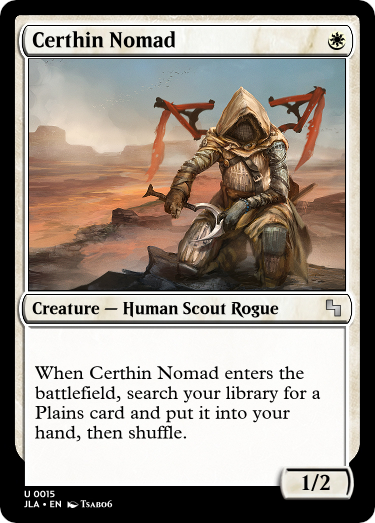 Certhin Nomad
Creature — Human Scout Rogue
When Certhin Nomad enters the
battlefield, search your library for a
Plains card and put it into your
hand, then shuffle.
1/2
U 0015
JLA • EN Tsabo6